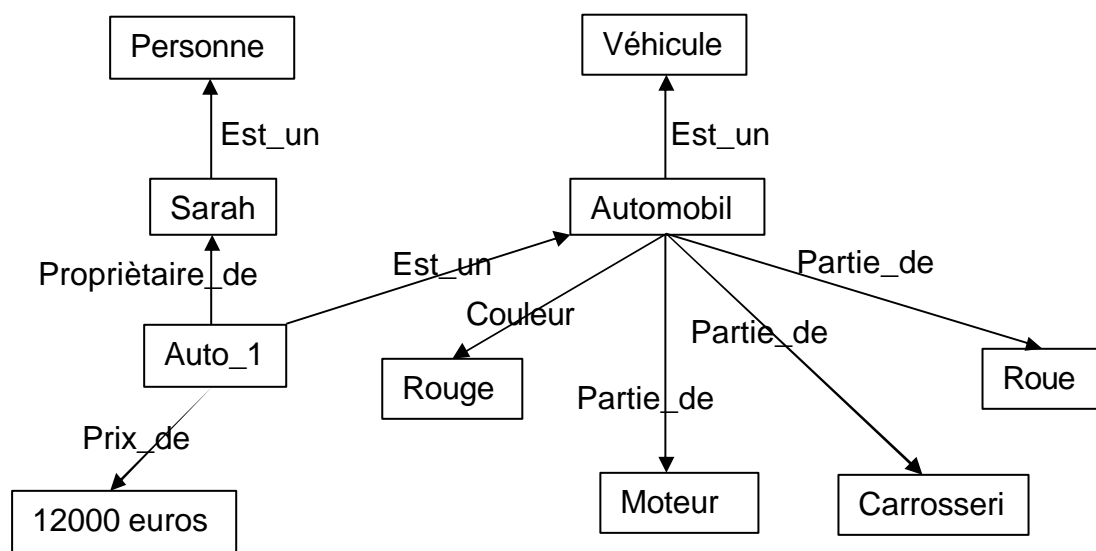 Personne
Véhicule
Est_un
Est_un
Sarah
Automobil
Propriètaire_de
Est_un
Partie_de
Couleur
Partie_de
Auto_1
Rouge
Partie_de
Roue
Prix_de
12000 euros
Moteur
Carrosseri